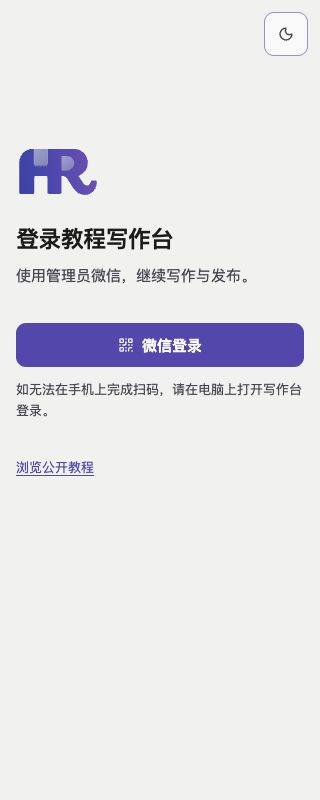 HR
登录教程写作台
使用管理员微信，继续写作与发布。
微信登录
如无法在手机上完成扫码，请在电脑上打开写作台
登录。
浏览公开教程